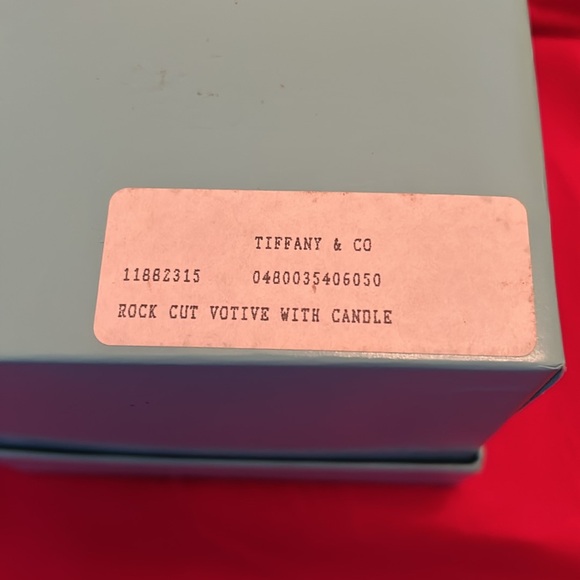 TIFFANY & CO
11882315 0480035406050
ROCK CUT VOTIVE WITH CANDLE